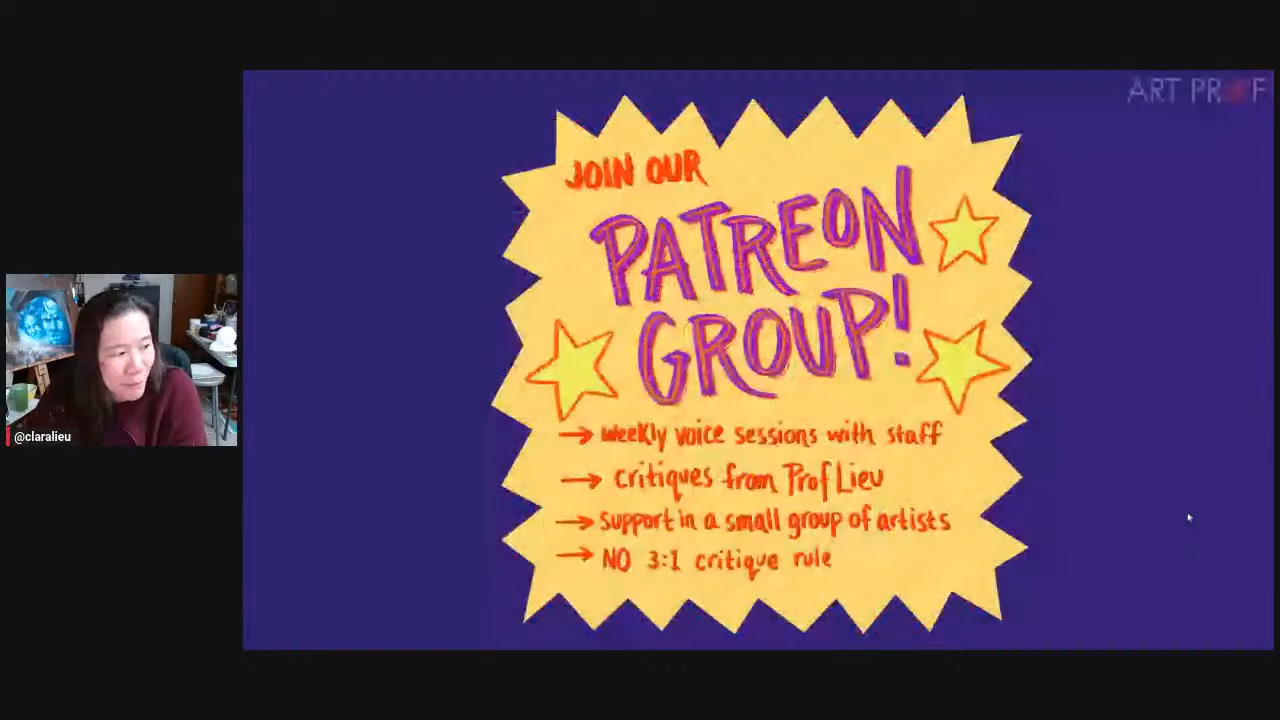 ART PROOF
JOIN OUR
PATREON
GROUP!
→ weekly voice sessions with staff
→ critiques from Prof Lieu
→ support in a small group of artists
→ NO 3:1 critique rule
@claralieu